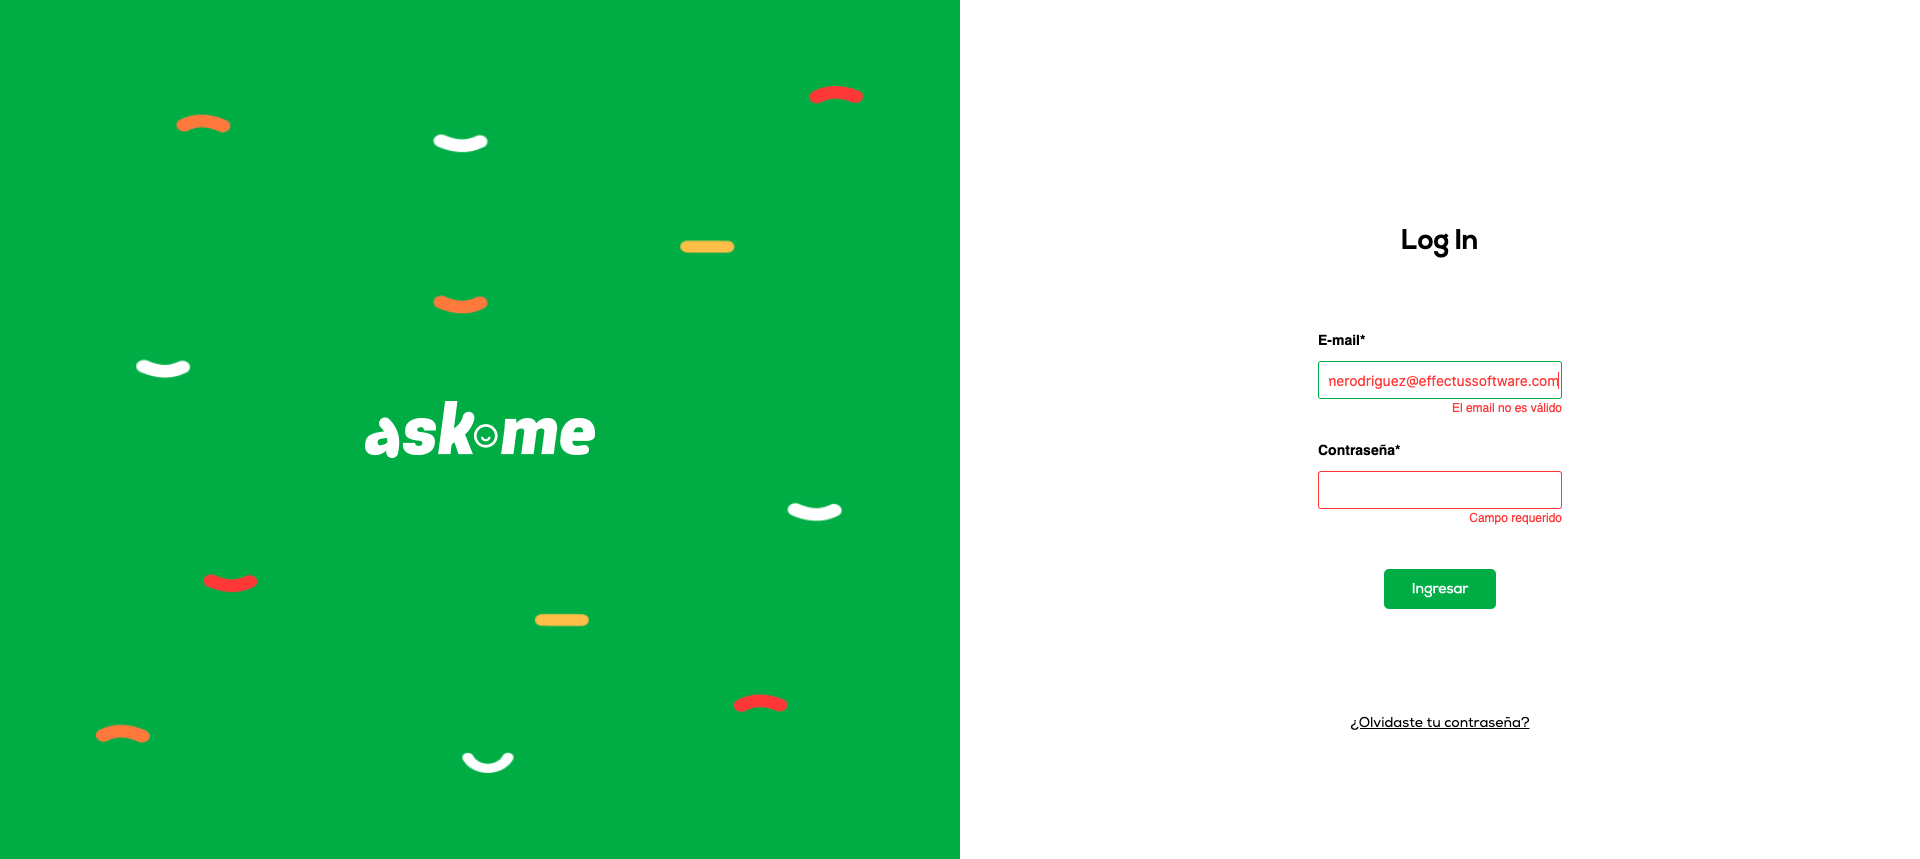 askme
Log In
E-mail*
nerodriguez@effectussoftware.com
El email no es válido
Contraseña*
Campo requerido
Ingresar
¿Olvidaste tu contraseña?